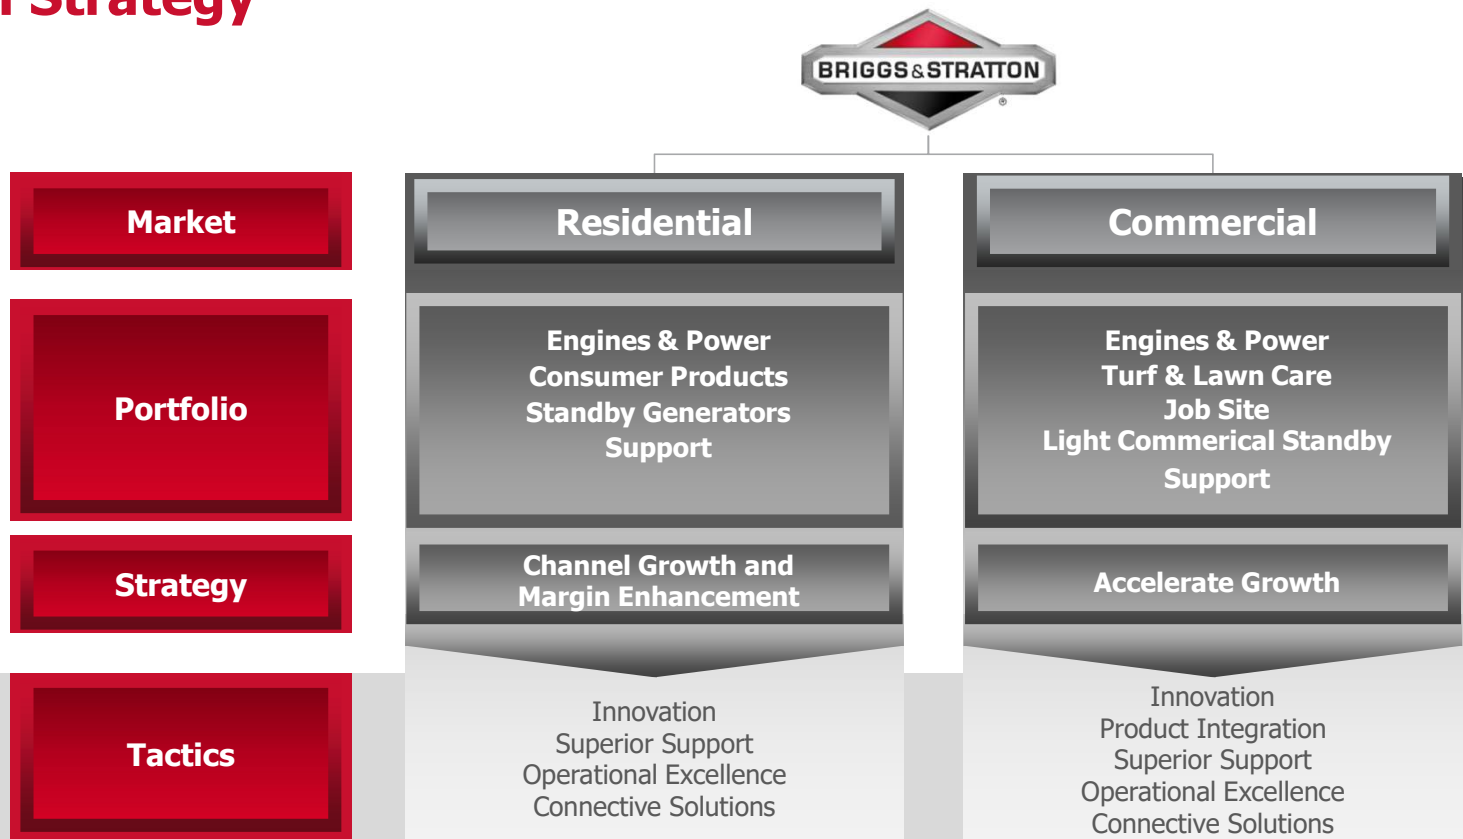 Strategy
BRIGGS&STRATTON
®
Market
Residential
Commercial
Portfolio
Engines & Power
Consumer Products
Standby Generators
Support
Engines & Power
Turf & Lawn Care
Job Site
Light Commerical Standby
Support
Strategy
Channel Growth and
Margin Enhancement
Accelerate Growth
Tactics
Innovation
Superior Support
Operational Excellence
Connective Solutions
Innovation
Product Integration
Superior Support
Operational Excellence
Connective Solutions